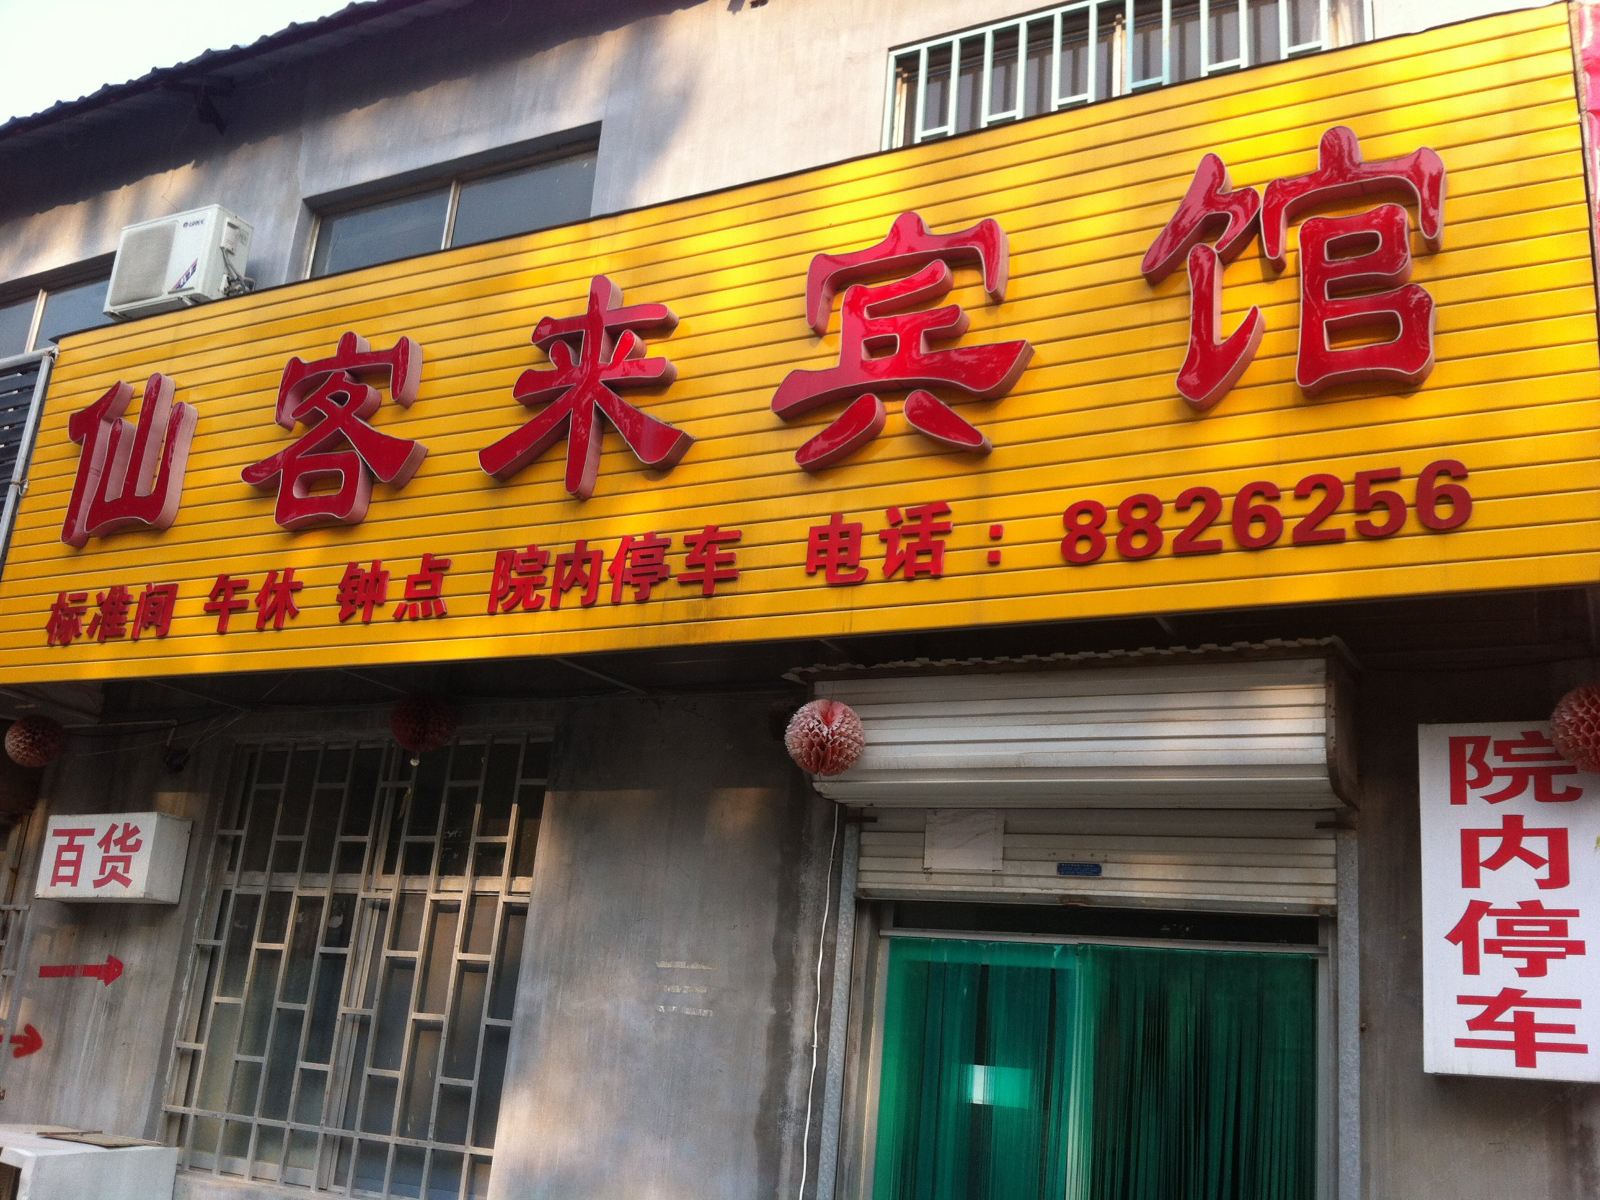 仙客来宾馆
标准间 午休 钟点 院内停车 电话：8826256
百货
院内停车